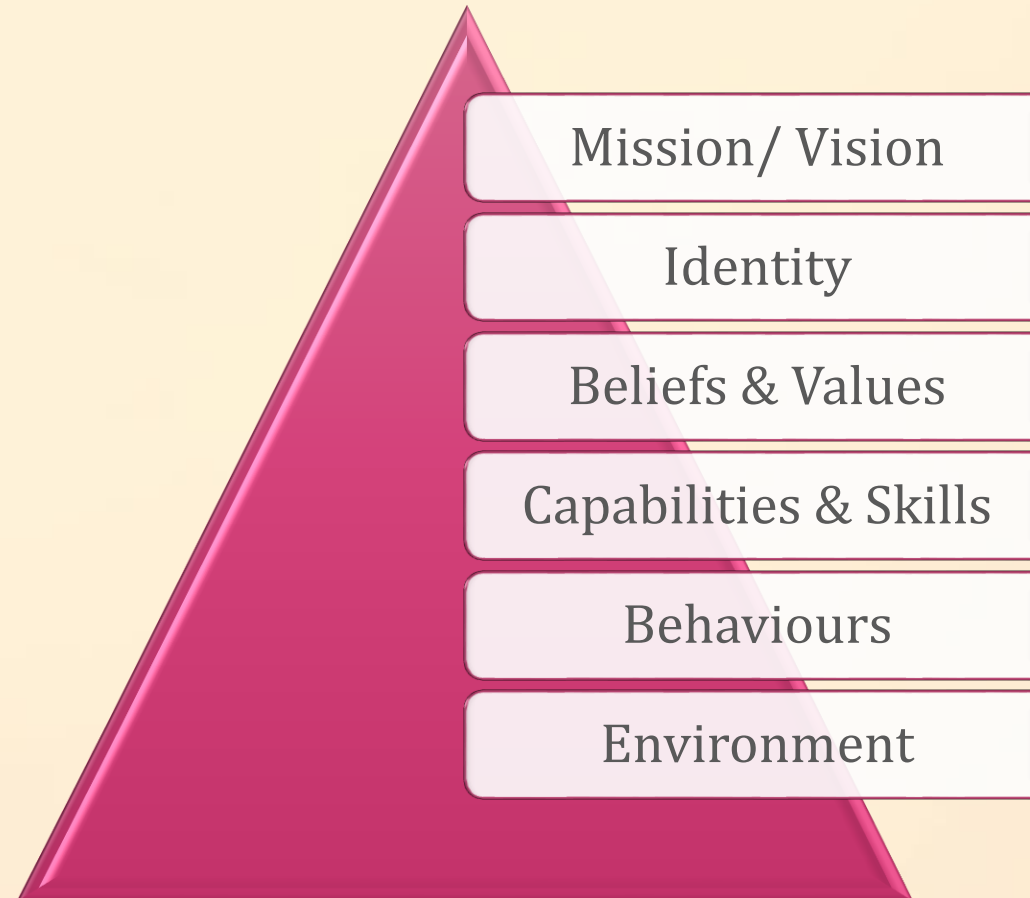 Mission/ Vision
Identity
Beliefs & Values
Capabilities & Skills
Behaviours
Environment